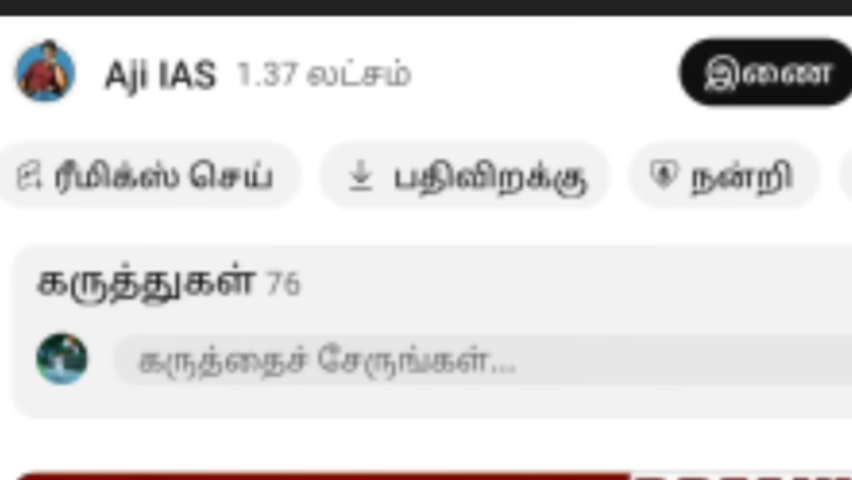 Aji IAS 1.37 லட்சம் இணை
ரீமிக்ஸ் செய் பதிவிறக்கு நன்றி
கருத்துகள் 76
கருத்தைச் சேருங்கள்...